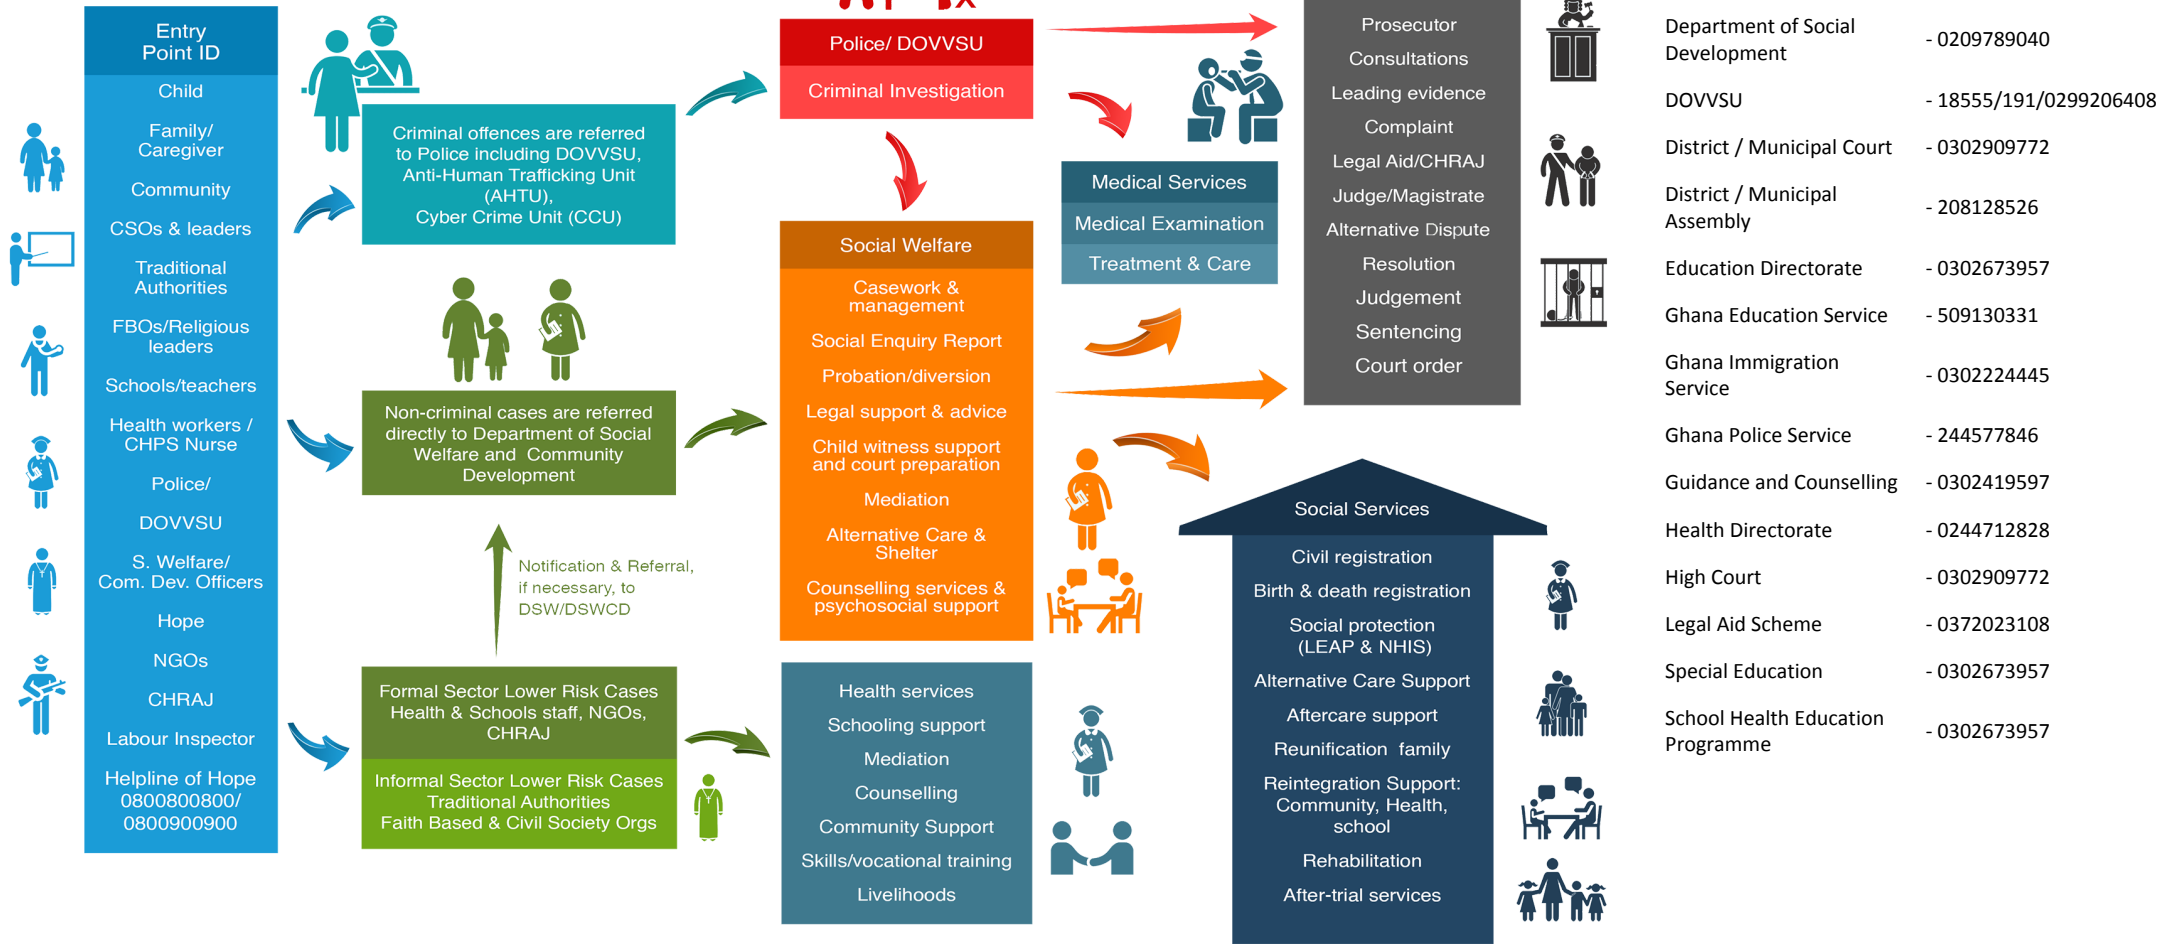 Entry
Point ID
Child
Family/
Caregiver
Community
CSOs & leaders
Traditional
Authorities
FBOs/Religious
leaders
Schools/teachers
Health workers /
CHPS Nurse
Police/
DOVVSU
S. Welfare/
Com. Dev. Officers
Hope
NGOs
CHRAJ
Labour Inspector
Helpline of Hope
0800800800/
0800900900
Criminal offences are referred
to Police including DOVVSU,
Anti-Human Trafficking Unit
(AHTU),
Cyber Crime Unit (CCU)
Non-criminal cases are referred
directly to Department of Social
Welfare and Community
Development
Notification & Referral,
if necessary, to
DSW/DSWCD
Formal Sector Lower Risk Cases
Health & Schools staff, NGOs,
CHRAJ
Informal Sector Lower Risk Cases
Traditional Authorities
Faith Based & Civil Society Orgs
Police/ DOVVSU
Criminal Investigation
Social Welfare
Casework &
management
Social Enquiry Report
Probation/diversion
Legal support & advice
Child witness support
and court preparation
Mediation
Alternative Care &
Shelter
Counselling services &
psychosocial support
Health services
Schooling support
Mediation
Counselling
Community Support
Skills/vocational training
Livelihoods
Medical Services
Medical Examination
Treatment & Care
Prosecutor
Consultations
Leading evidence
Complaint
Legal Aid/CHRAJ
Judge/Magistrate
Alternative Dispute
Resolution
Judgement
Sentencing
Court order
Social Services
Civil registration
Birth & death registration
Social protection
(LEAP & NHIS)
Alternative Care Support
Aftercare support
Reunification family
Reintegration Support:
Community, Health,
school
Rehabilitation
After-trial services
Department of Social
Development - 0209789040
DOVVSU - 18555/191/0299206408
District / Municipal Court - 0302909772
District / Municipal
Assembly - 208128526
Education Directorate - 0302673957
Ghana Education Service - 509130331
Ghana Immigration
Service - 0302224445
Ghana Police Service - 244577846
Guidance and Counselling - 0302419597
Health Directorate - 0244712828
High Court - 0302909772
Legal Aid Scheme - 0372023108
Special Education - 0302673957
School Health Education
Programme - 0302673957